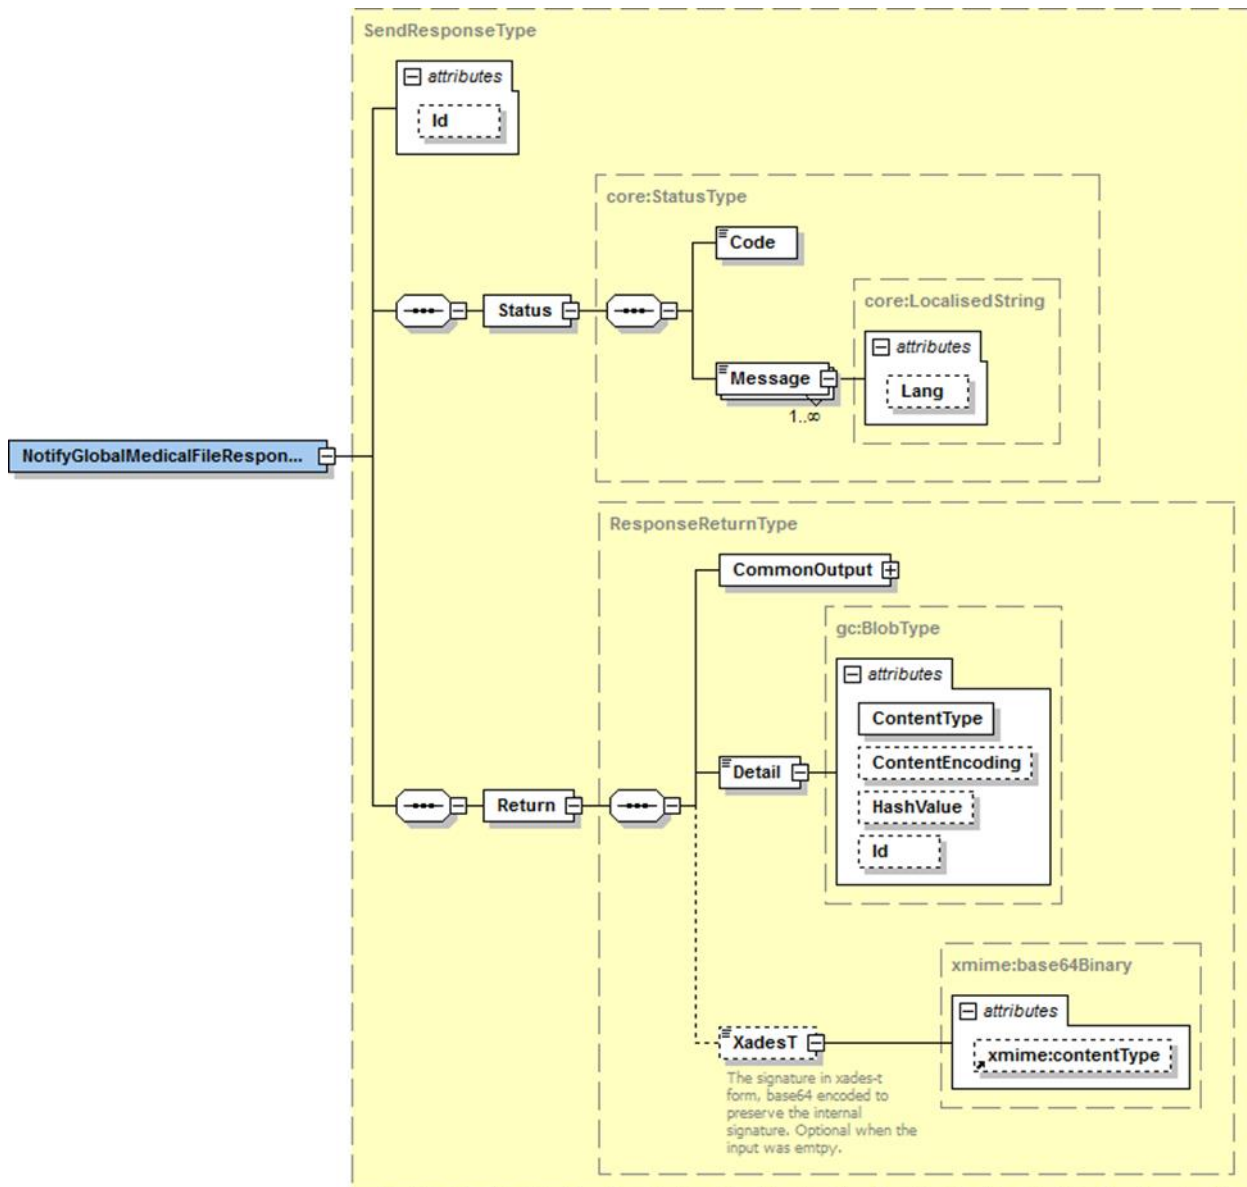 SendResponseType
attributes
Id
core:StatusType
Code
core:LocalisedString
attributes
Status
Message
Lang
1..∞
NotifyGlobalMedicalFileRespon...
ResponseReturnType
CommonOutput
gc:BlobType
attributes
ContentType
ContentEncoding
Detail
HashValue
Return
Id
xmime:base64Binary
attributes
XadesT
xmime:contentType
The signature in xades-t
form, base64 encoded to
preserve the internal
signature. Optional when the
input was emtpy.